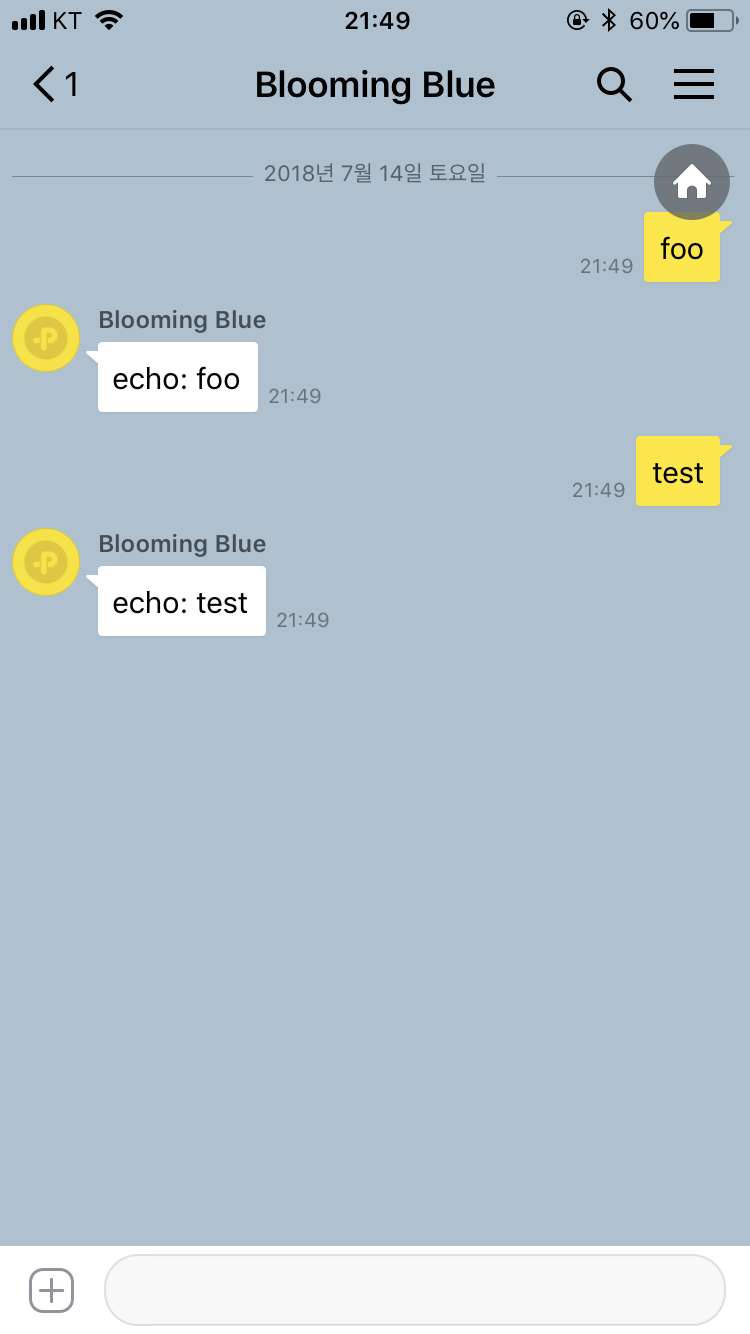 KT 21:49 60%
1 Blooming Blue
2018년 7월 14일 토요일
21:49 foo
Blooming Blue
echo: foo 21:49
21:49 test
Blooming Blue
echo: test 21:49